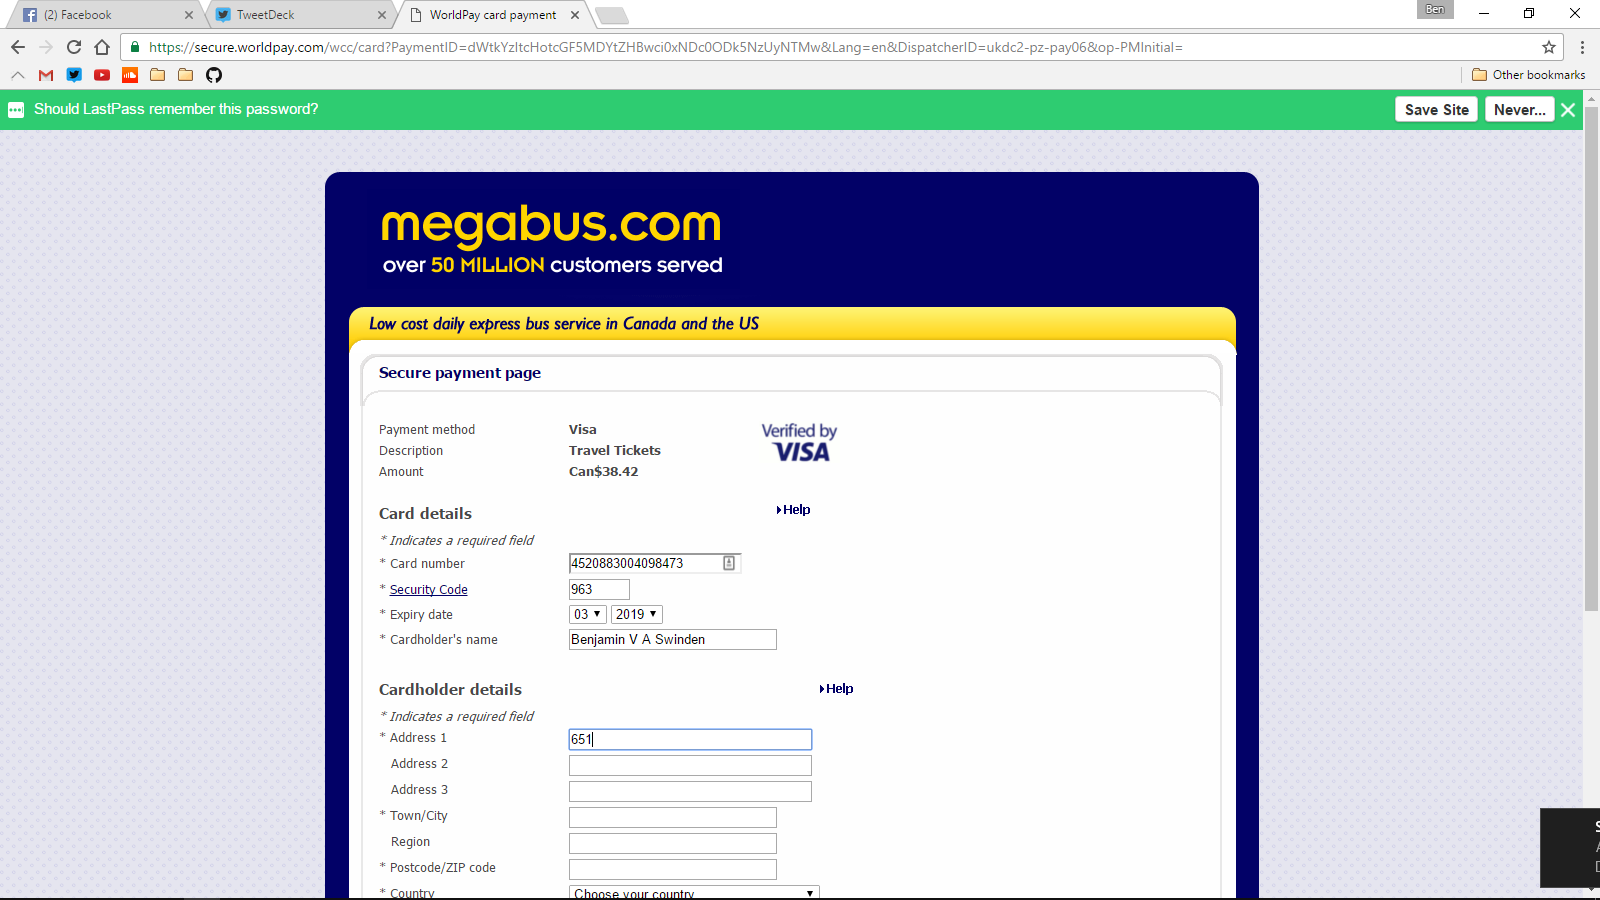 (2) Facebook
TweetDeck
WorldPay card payment
Ben
https://secure.worldpay.com/wcc/card?PaymentID=dWtkYzItcHotcGF5MDYtZHBwci0xNDc0ODk5NzUyNTMw&Lang=en&DispatcherID=ukdc2-pz-pay06&op-PMInitial=
Other bookmarks
Should LastPass remember this password?
Save Site
Never...
megabus.com
over 50 MILLION customers served
Low cost daily express bus service in Canada and the US
Secure payment page
Payment method Visa
Verified by VISA
Description Travel Tickets
Amount Can$38.42
Card details
Help
* Indicates a required field
* Card number 4520883004098473
* Security Code 963
* Expiry date 03 2019
* Cardholder's name Benjamin V A Swinden
Cardholder details
Help
* Indicates a required field
* Address 1 651
Address 2
Address 3
* Town/City
Region
* Postcode/ZIP code
* Country Choose your country